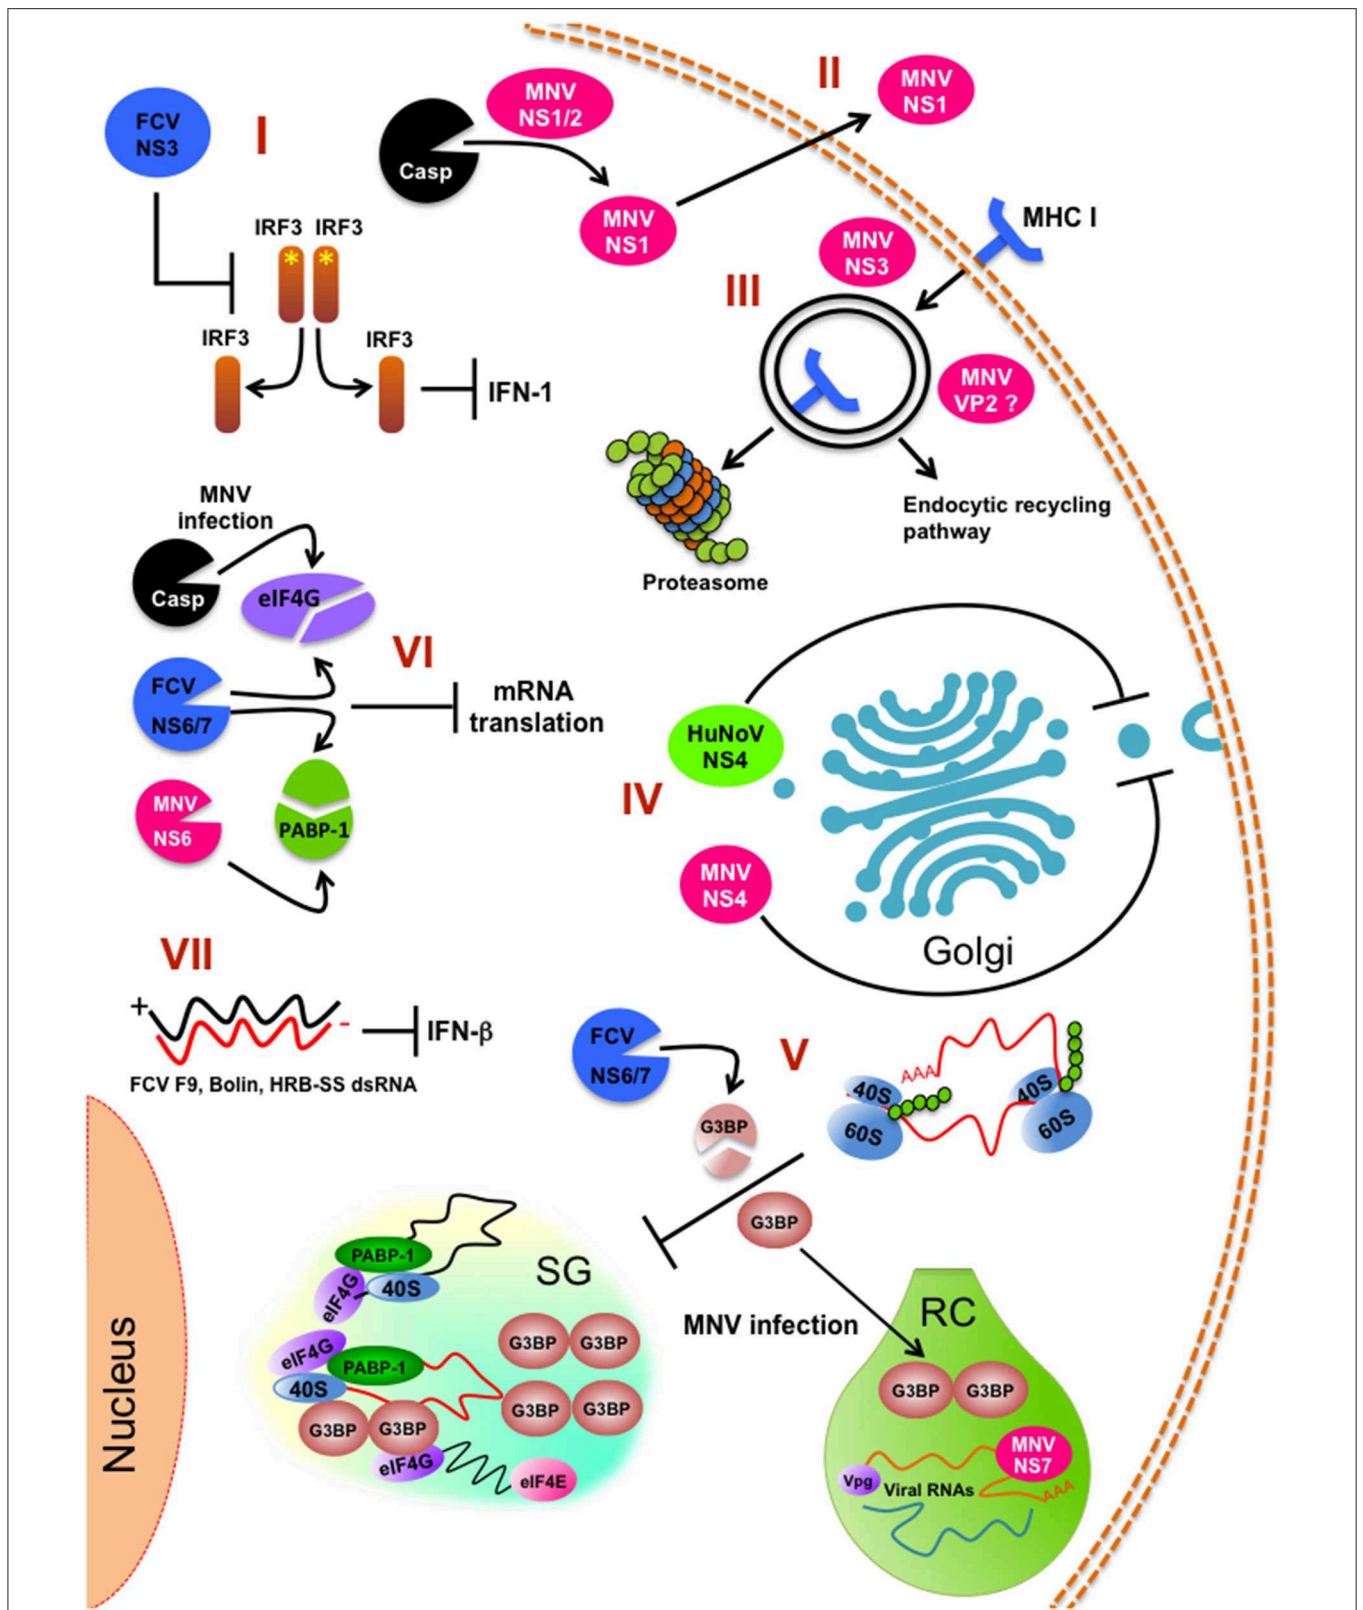 I
FCV
NS3
IRF3 IRF3
* *
IRF3
IRF3
IFN-1
II
MNV
NS1/2
Casp
MNV
NS1
MNV
NS1
III
MHC I
MNV
NS3
MNV
VP2 ?
Endocytic recycling
pathway
Proteasome
MNV
infection
Casp
eIF4G
VI
FCV
NS6/7
mRNA
translation
MNV
NS6
PABP-1
IV
HuNoV
NS4
MNV
NS4
Golgi
VII
+
-
IFN-β
FCV F9, Bolin, HRB-SS dsRNA
V
FCV
NS6/7
G3BP
AAA
40S
60S
40S
60S
G3BP
MNV infection
Nucleus
SG
PABP-1
eIF4G
40S
eIF4G
PABP-1
40S
G3BP
G3BP
G3BP
G3BP
G3BP
G3BP
eIF4G
eIF4E
RC
G3BP
G3BP
MNV
NS7
Vpg
Viral RNAs
AAA